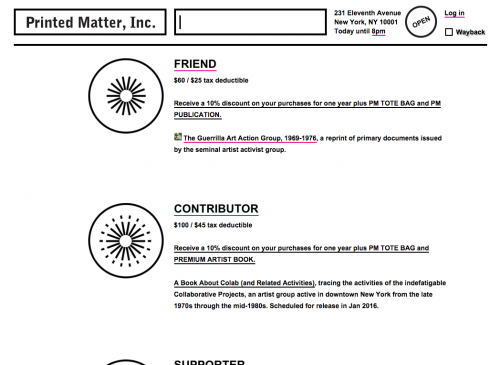 Printed Matter, Inc.
231 Eleventh Avenue
New York, NY 10001
Today until 8pm
OPEN
Log in
Wayback
FRIEND
$60 / $25 tax deductible
Receive a 10% discount on your purchases for one year plus PM TOTE BAG and PM
PUBLICATION.
The Guerrilla Art Action Group, 1969-1976, a reprint of primary documents issued
by the seminal artist activist group.
CONTRIBUTOR
$100 / $45 tax deductible
Receive a 10% discount on your purchases for one year plus PM TOTE BAG and
PREMIUM ARTIST BOOK.
A Book About Colab (and Related Activities), tracing the activities of the indefatigable
Collaborative Projects, an artist group active in downtown New York from the late
1970s through the mid-1980s. Scheduled for release in Jan 2016.
SUPPORTER